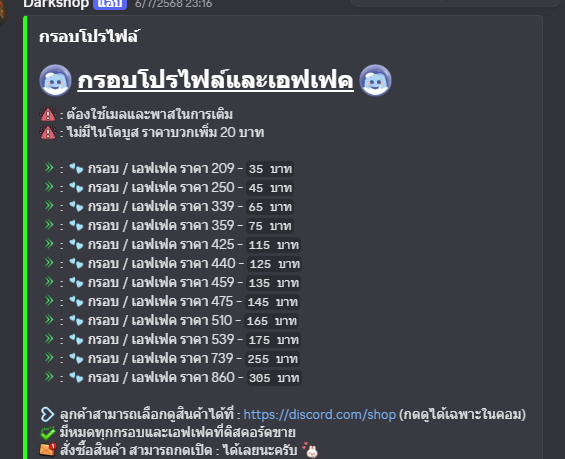 Darkshop แอป 6/7/2568 23:16
กรอบโปรไฟล์
กรอบโปรไฟล์และเอฟเฟค
: ต้องใช้เมลและพาสในการเติม
: ไม่มีไนโตบูส ราคาบวกเพิ่ม 20 บาท
» : กรอบ / เอฟเฟค ราคา 209 - 35 บาท
» : กรอบ / เอฟเฟค ราคา 250 - 45 บาท
» : กรอบ / เอฟเฟค ราคา 339 - 65 บาท
» : กรอบ / เอฟเฟค ราคา 359 - 75 บาท
» : กรอบ / เอฟเฟค ราคา 425 - 115 บาท
» : กรอบ / เอฟเฟค ราคา 440 - 125 บาท
» : กรอบ / เอฟเฟค ราคา 459 - 135 บาท
» : กรอบ / เอฟเฟค ราคา 475 - 145 บาท
» : กรอบ / เอฟเฟค ราคา 510 - 165 บาท
» : กรอบ / เอฟเฟค ราคา 539 - 175 บาท
» : กรอบ / เอฟเฟค ราคา 739 - 255 บาท
» : กรอบ / เอฟเฟค ราคา 860 - 305 บาท
ลูกค้าสามารถเลือกดูสินค้าได้ที่ : https://discord.com/shop (กดดูได้เฉพาะในคอม)
มีหมดทุกกรอบและเอฟเฟคที่ดิสคอร์ดขาย
สั่งซื้อสินค้า สามารถกดเปิด : ได้เลยนะครับ